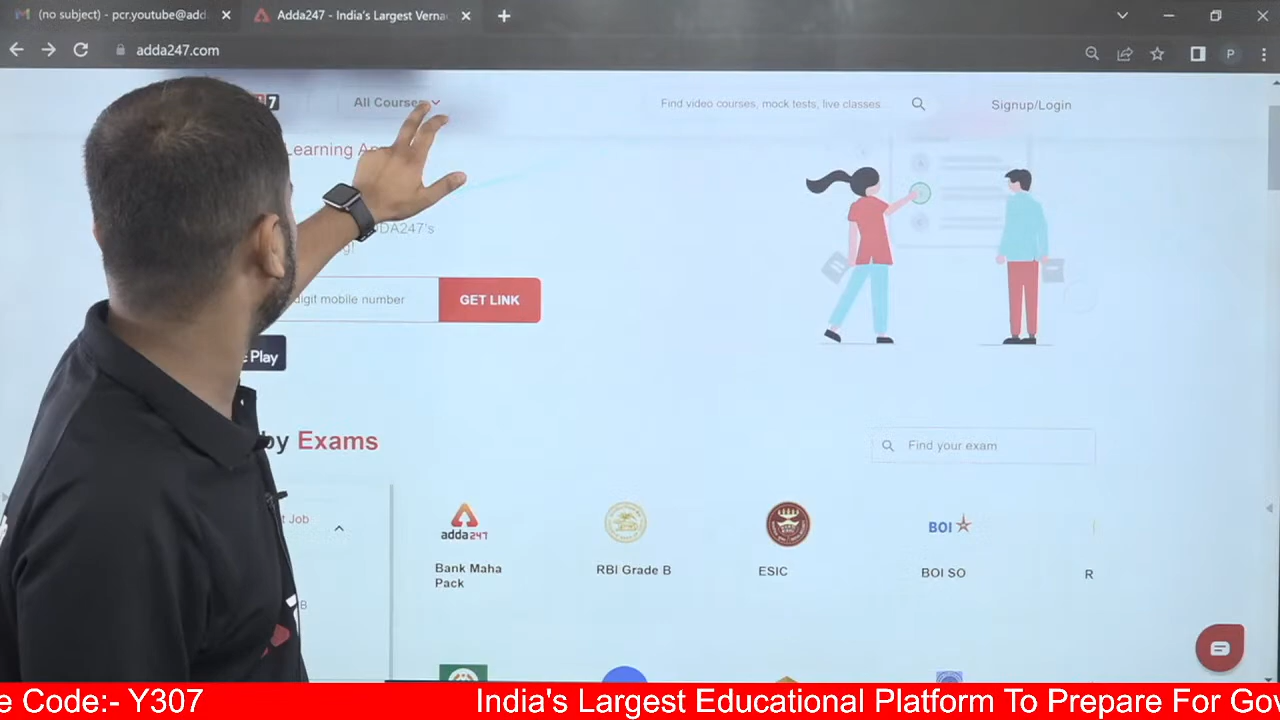 (no subject) - pcr.youtube@add
Adda247 - India's Largest Verna
adda247.com
P
7
All Courses
Find video courses, mock tests, live classes
Signup/Login
Learning
ADDA247's
digit mobile number
GET LINK
Play
by Exams
Find your exam
Job
adda247
BOI
Bank Maha
Pack
RBI Grade B
ESIC
BOI SO
R
B
e Code:- Y307
India's Largest Educational Platform To Prepare For Gov